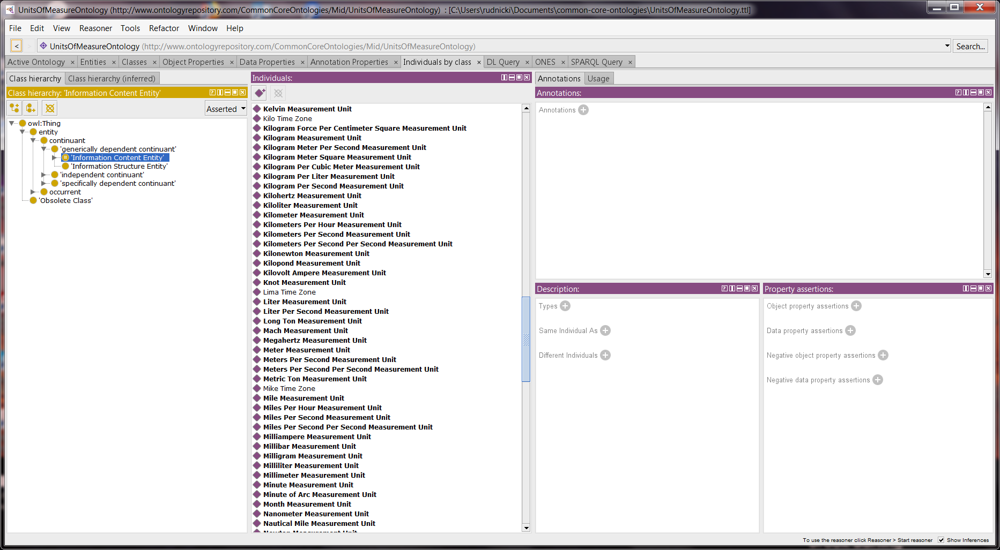 UnitsOfMeasureOntology (http://www.ontologyrepository.com/CommonCoreOntologies/Mid/UnitsOfMeasureOntology) : [C:\Users\rudnicki\Documents\common-core-ontologies\UnitsOfMeasureOntology.ttl]
File Edit View Reasoner Tools Refactor Window Help
< > UnitsOfMeasureOntology (http://www.ontologyrepository.com/CommonCoreOntologies/Mid/UnitsOfMeasureOntology) Search...
Active Ontology × Entities × Classes × Object Properties × Data Properties × Annotation Properties × Individuals by class × DL Query × ONES × SPARQL Query ×
Class hierarchy Class hierarchy (inferred)
Class hierarchy: 'Information Content Entity'
Asserted
owl:Thing
entity
continuant
'generically dependent continuant'
'Information Content Entity'
'Information Structure Entity'
'independent continuant'
'specifically dependent continuant'
occurrent
'Obsolete Class'
Individuals:
Kelvin Measurement Unit
Kilo Time Zone
Kilogram Force Per Centimeter Square Measurement Unit
Kilogram Measurement Unit
Kilogram Meter Per Second Measurement Unit
Kilogram Meter Square Measurement Unit
Kilogram Per Cubic Meter Measurement Unit
Kilogram Per Liter Measurement Unit
Kilogram Per Second Measurement Unit
Kilohertz Measurement Unit
Kiloliter Measurement Unit
Kilometer Measurement Unit
Kilometers Per Hour Measurement Unit
Kilometers Per Second Measurement Unit
Kilometers Per Second Per Second Measurement Unit
Kilonewton Measurement Unit
Kilopond Measurement Unit
Kilovolt Ampere Measurement Unit
Knot Measurement Unit
Lima Time Zone
Liter Measurement Unit
Liter Per Second Measurement Unit
Long Ton Measurement Unit
Mach Measurement Unit
Megahertz Measurement Unit
Meter Measurement Unit
Meters Per Second Measurement Unit
Meters Per Second Per Second Measurement Unit
Metric Ton Measurement Unit
Mike Time Zone
Mile Measurement Unit
Miles Per Hour Measurement Unit
Miles Per Second Measurement Unit
Miles Per Second Per Second Measurement Unit
Milliampere Measurement Unit
Millibar Measurement Unit
Milligram Measurement Unit
Milliliter Measurement Unit
Millimeter Measurement Unit
Minute Measurement Unit
Minute of Arc Measurement Unit
Month Measurement Unit
Nanometer Measurement Unit
Nautical Mile Measurement Unit
Annotations Usage
Annotations:
Annotations
Description:
Types
Same Individual As
Different Individuals
Property assertions:
Object property assertions
Data property assertions
Negative object property assertions
Negative data property assertions
To use the reasoner click Reasoner > Start reasoner Show Inferences